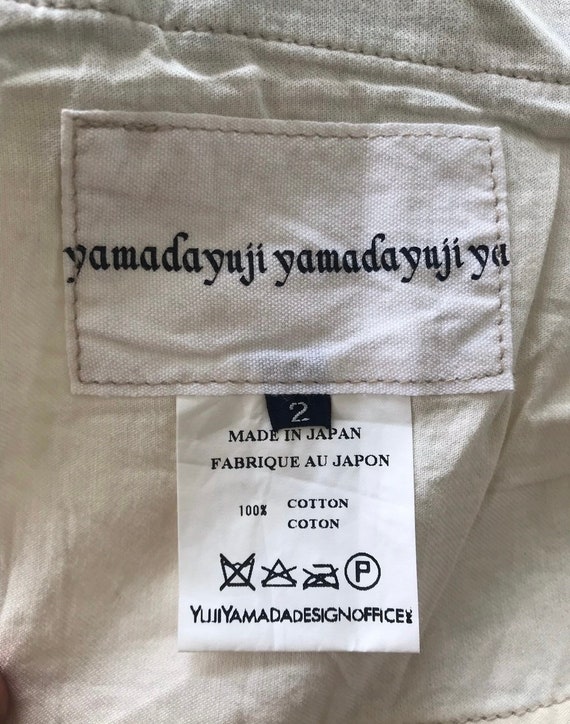 yamadayuji yamadayuji ya
2
MADE IN JAPAN
FABRIQUE AU JAPON
100% COTTON
COTON
P
YUJIYAMADADESIGNOFFICE